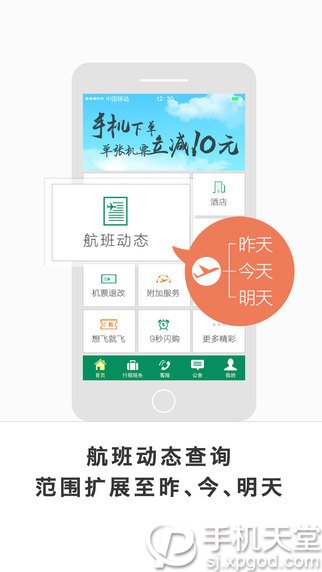 中国移动
12:30
手机下单
单张机票立减10元
酒店
航班动态
昨天
今天
明天
机票退改
附加服务
想飞就飞
9秒闪购
更多精彩
首页
行程服务
客服
公告
我的
航班动态查询
范围扩展至昨、今、明天
手机天堂
sj.xpgod.com